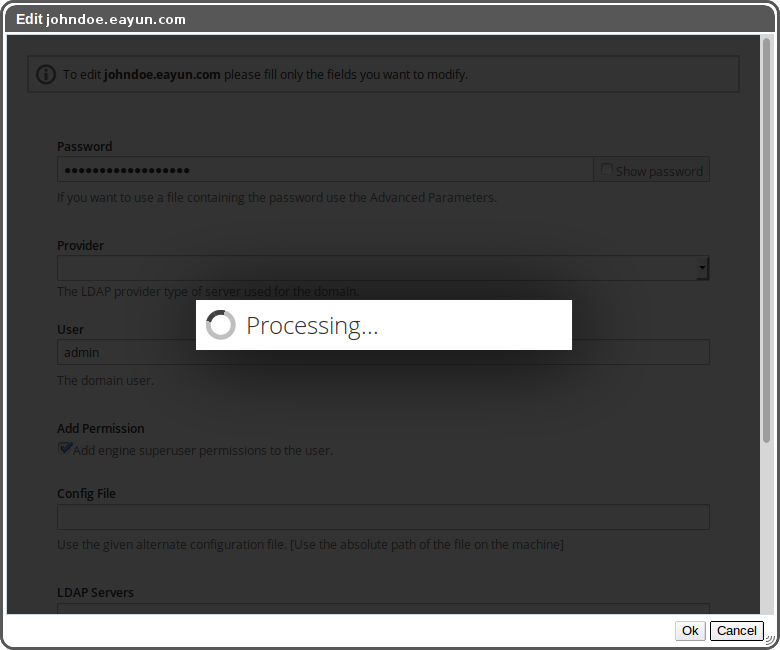 Edit johndoe.eayun.com
To edit johndoe.eayun.com please fill only the fields you want to modify.
Password
••••••••••••••••••
Show password
If you want to use a file containing the password use the Advanced Parameters.
Provider
The LDAP provider type of server used for the domain.
Processing...
User
admin
The domain user.
Add Permission
Add engine superuser permissions to the user.
Config File
Use the given alternate configuration file. [Use the absolute path of the file on the machine]
LDAP Servers
Ok Cancel